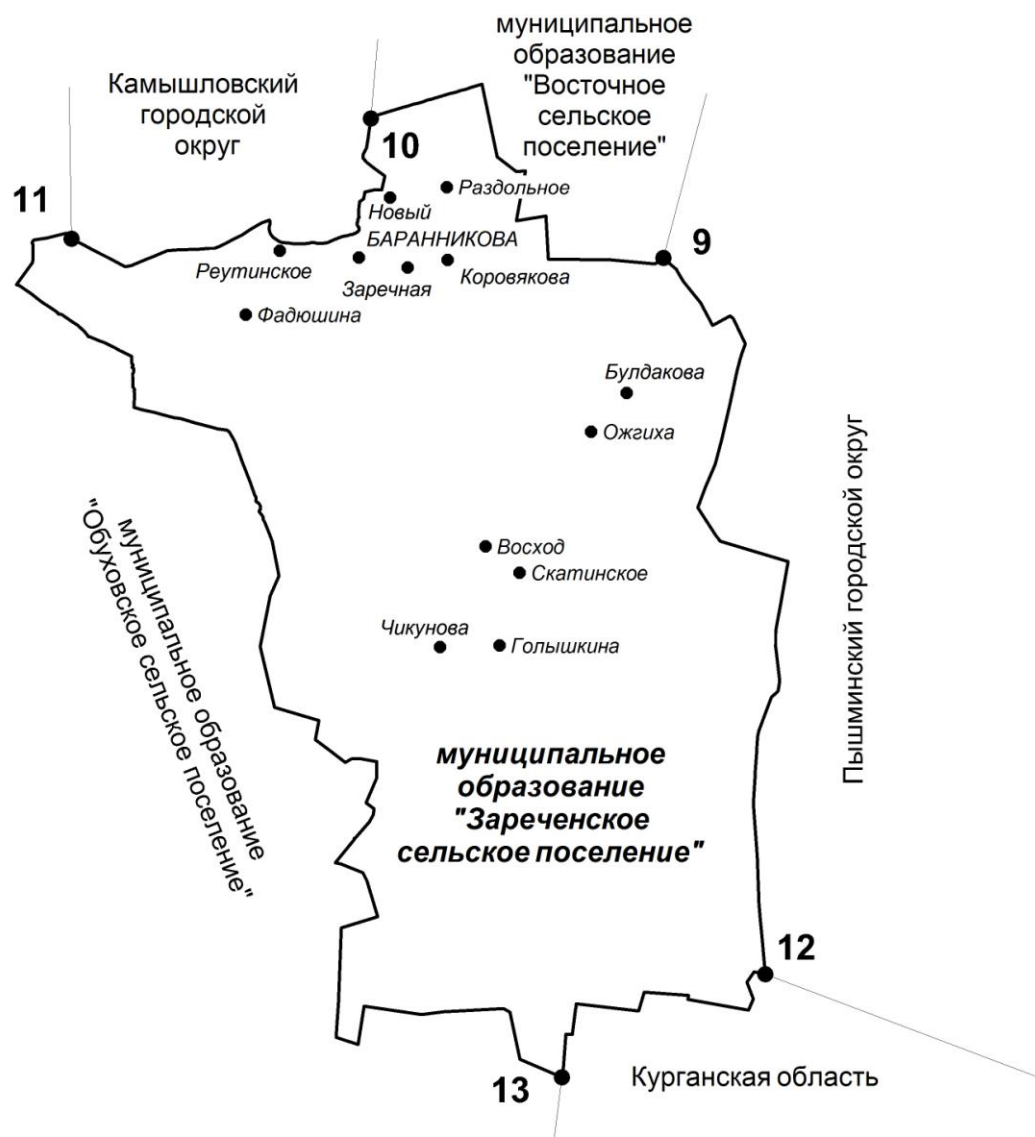 муниципальное
образование
"Восточное
сельское
поселение"
Камышловский
городской
округ
10
11
9
Раздольное
Новый
БАРАННИКОВА
Реутинское
Заречная
Коровякова
Фадюшина
Булдакова
Ожгиха
Пышминский городской округ
муниципальное образование
"Обуховское сельское поселение"
Восход
Скатинское
Чикунова
Голышкина
муниципальное
образование
"Зареченское
сельское поселение"
12
13
Курганская область